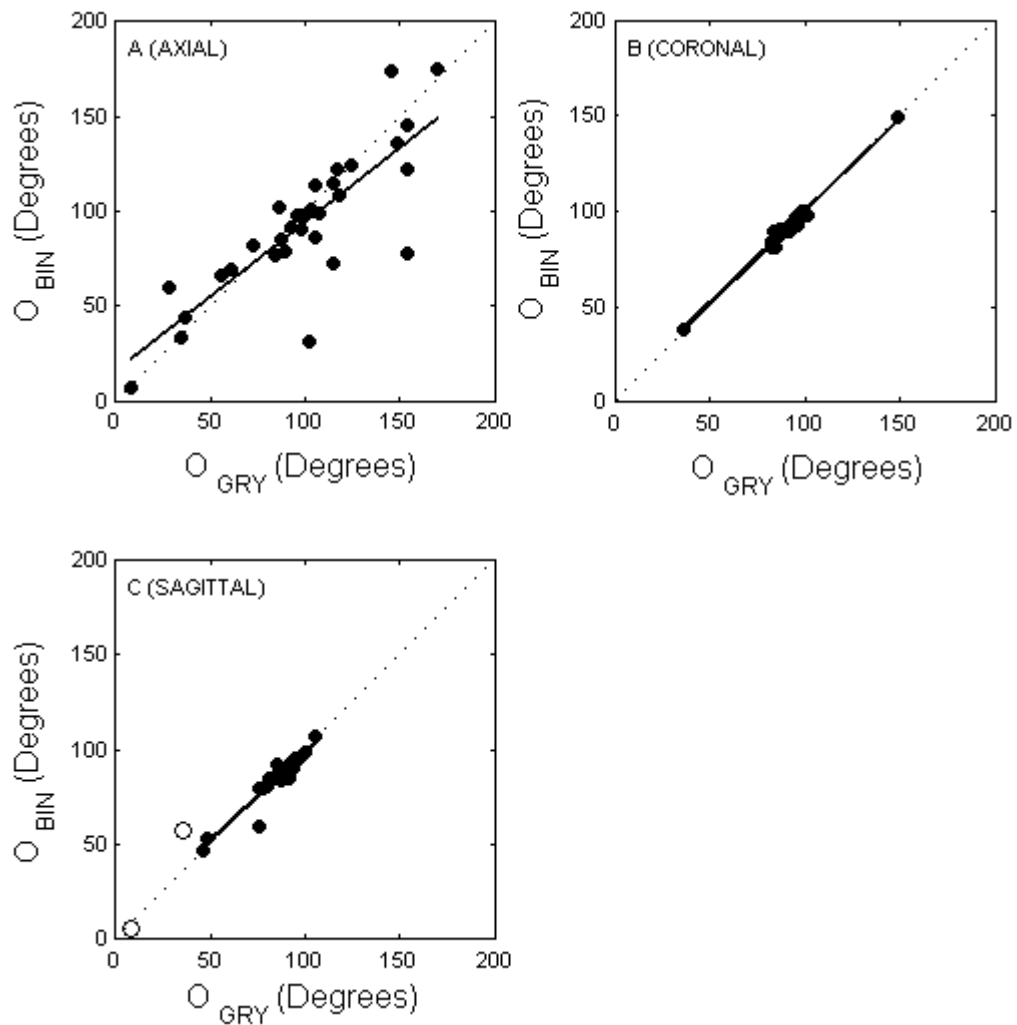 A (AXIAL)
200
150
100
50
0
O BIN (Degrees)
0 50 100 150 200
O GRY (Degrees)
B (CORONAL)
200
150
100
50
0
O BIN (Degrees)
0 50 100 150 200
O GRY (Degrees)
C (SAGITTAL)
200
150
100
50
0
O BIN (Degrees)
0 50 100 150 200
O GRY (Degrees)